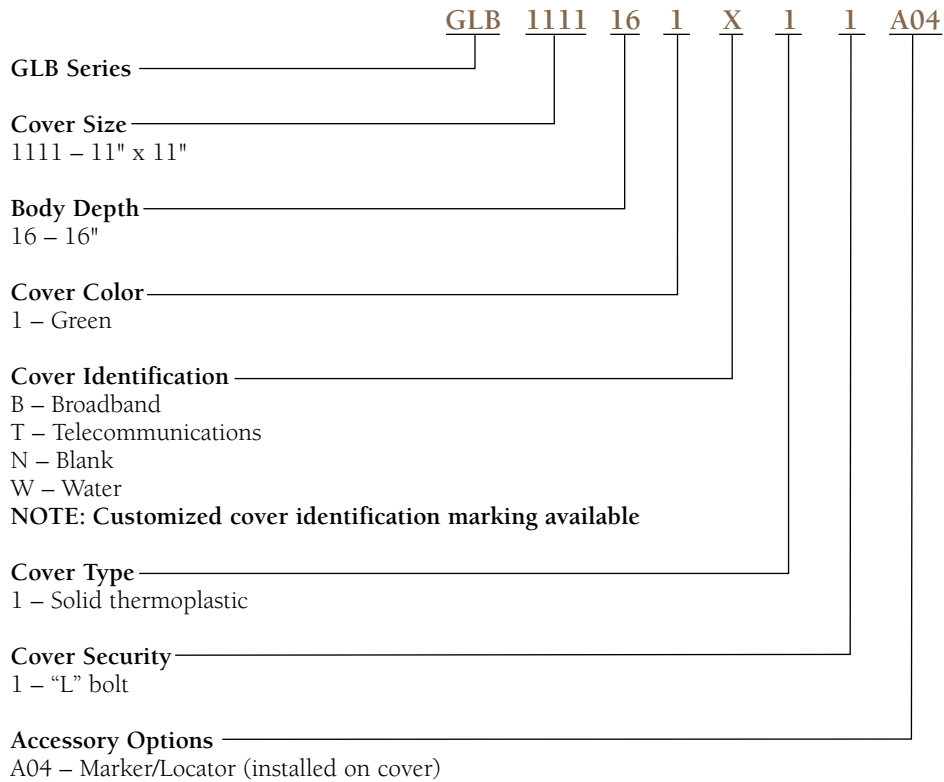 GLB 1111 16 1 X 1 1 A04
GLB Series
Cover Size
1111 – 11" x 11"
Body Depth
16 – 16"
Cover Color
1 – Green
Cover Identification
B – Broadband
T – Telecommunications
N – Blank
W – Water
NOTE: Customized cover identification marking available
Cover Type
1 – Solid thermoplastic
Cover Security
1 – “L” bolt
Accessory Options
A04 – Marker/Locator (installed on cover)